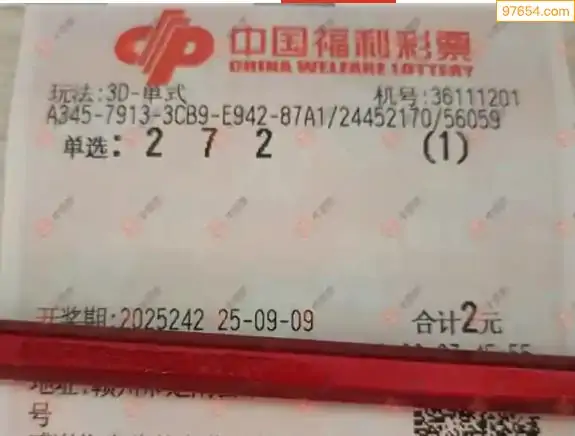 97654.com
中国福利彩票
CHINA WELFARE LOTTERY
玩法:3D-单式 机号:36111201
A345-7913-3CB9-E942-87A1/24452170/56059
单选: 2 7 2 (1)
开奖期:2025242 25-09-09 合计2元
地址:
号